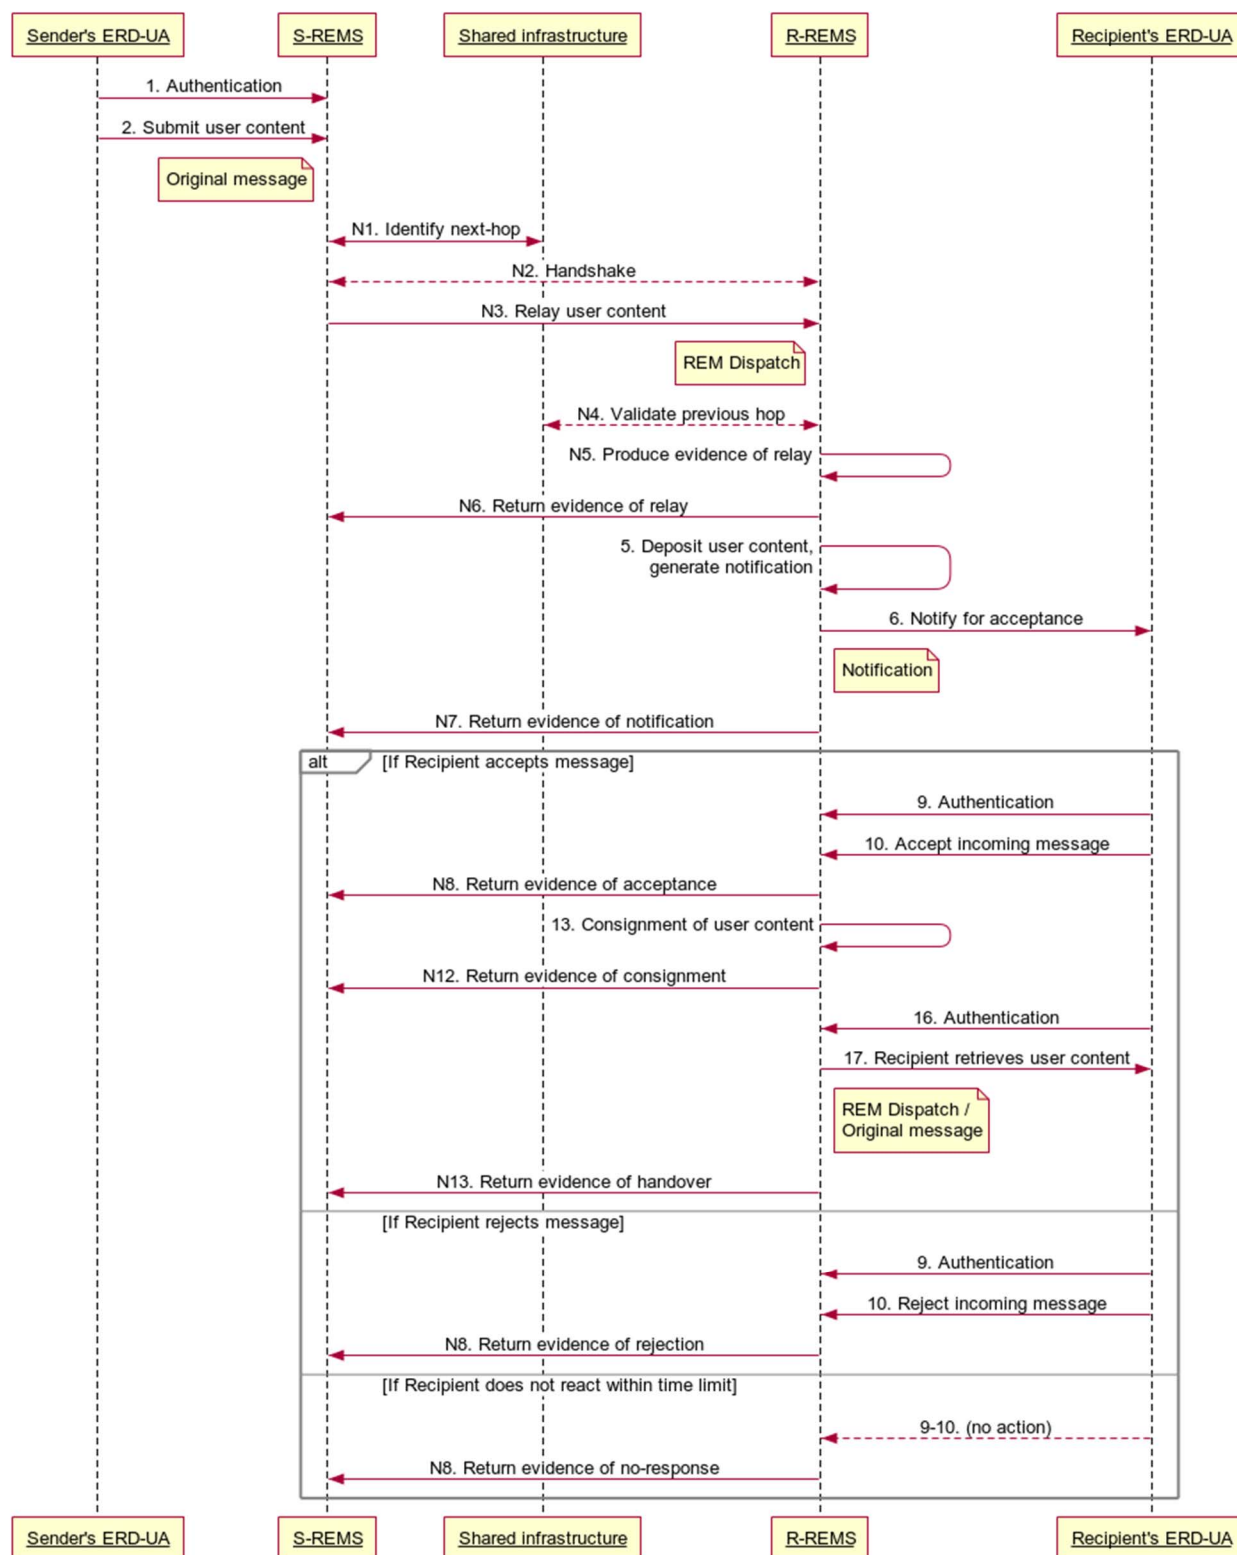 Sender's ERD-UA
S-REMS
Shared infrastructure
R-REMS
Recipient's ERD-UA
1. Authentication
2. Submit user content
Original message
N1. Identify next-hop
N2. Handshake
N3. Relay user content
REM Dispatch
N4. Validate previous hop
N5. Produce evidence of relay
N6. Return evidence of relay
5. Deposit user content,
generate notification
6. Notify for acceptance
Notification
N7. Return evidence of notification
alt
[If Recipient accepts message]
9. Authentication
10. Accept incoming message
N8. Return evidence of acceptance
13. Consignment of user content
N12. Return evidence of consignment
16. Authentication
17. Recipient retrieves user content
REM Dispatch /
Original message
N13. Return evidence of handover
[If Recipient rejects message]
9. Authentication
10. Reject incoming message
N8. Return evidence of rejection
[If Recipient does not react within time limit]
9-10. (no action)
N8. Return evidence of no-response
Sender's ERD-UA
S-REMS
Shared infrastructure
R-REMS
Recipient's ERD-UA